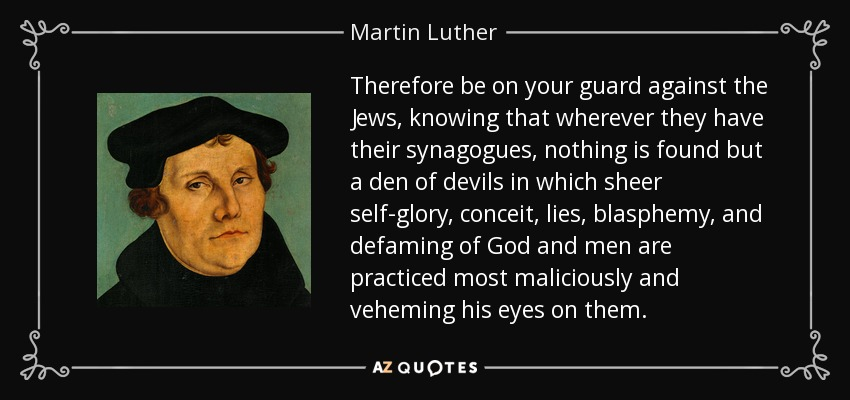 Martin Luther
Therefore be on your guard against the
Jews, knowing that wherever they have
their synagogues, nothing is found but
a den of devils in which sheer
self-glory, conceit, lies, blasphemy, and
defaming of God and men are
practiced most maliciously and
veheming his eyes on them.
AZ QUOTES